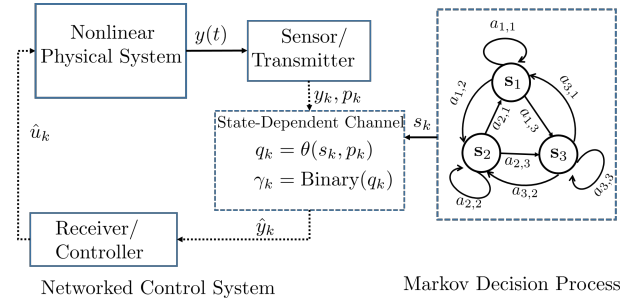 Nonlinear
Physical System
y(t)
Sensor/
Transmitter
y_k, p_k
State-Dependent Channel
q_k = θ(s_k, p_k)
γ_k = Binary(q_k)
s_k
û_k
ŷ_k
Receiver/
Controller
Networked Control System
a_{1,1}
s_1
a_{1,2}
a_{2,1}
a_{1,3}
a_{3,1}
s_2
a_{2,3}
s_3
a_{2,2}
a_{3,2}
a_{3,3}
Markov Decision Process